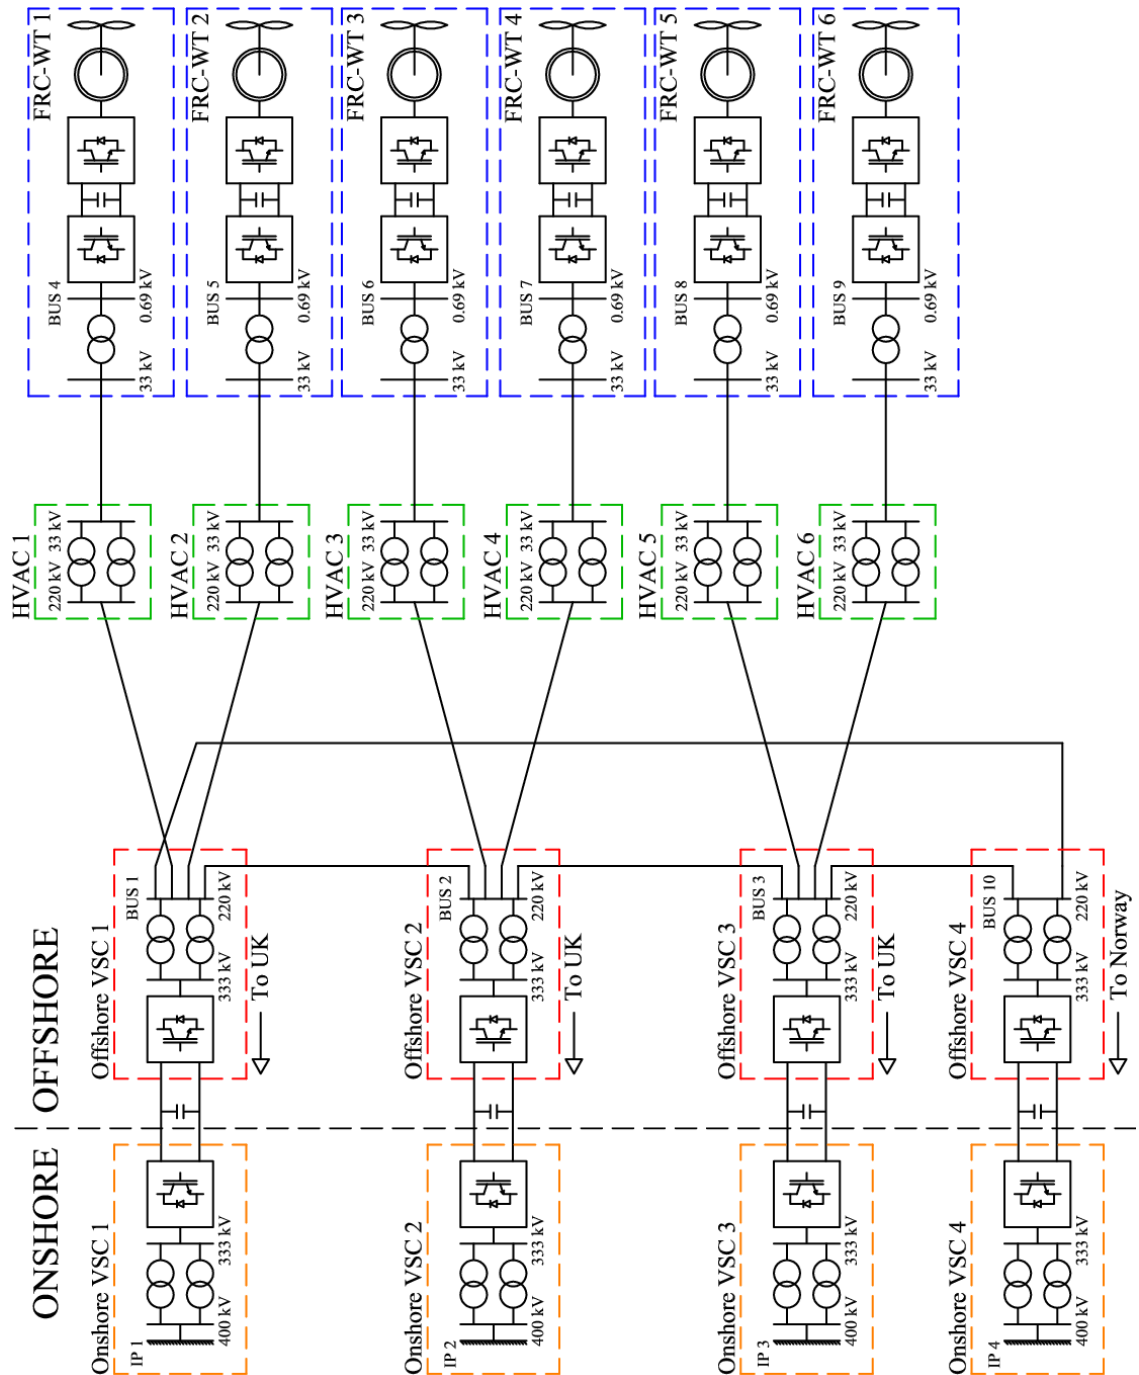 ONSHORE
OFFSHORE
Onshore VSC 1
IP 1
400 kV
333 kV
Offshore VSC 1
333 kV
BUS 1
220 kV
To UK
HVAC 1
220 kV
33 kV
FRC-WT 1
33 kV
BUS 4
0.69 kV
HVAC 2
220 kV
33 kV
FRC-WT 2
33 kV
BUS 5
0.69 kV
Onshore VSC 2
IP 2
400 kV
333 kV
Offshore VSC 2
333 kV
BUS 2
220 kV
To UK
HVAC 3
220 kV
33 kV
FRC-WT 3
33 kV
BUS 6
0.69 kV
HVAC 4
220 kV
33 kV
FRC-WT 4
33 kV
BUS 7
0.69 kV
Onshore VSC 3
IP 3
400 kV
333 kV
Offshore VSC 3
333 kV
BUS 3
220 kV
To UK
HVAC 5
220 kV
33 kV
FRC-WT 5
33 kV
BUS 8
0.69 kV
HVAC 6
220 kV
33 kV
FRC-WT 6
33 kV
BUS 9
0.69 kV
Onshore VSC 4
IP 4
400 kV
333 kV
Offshore VSC 4
333 kV
BUS 10
220 kV
To Norway